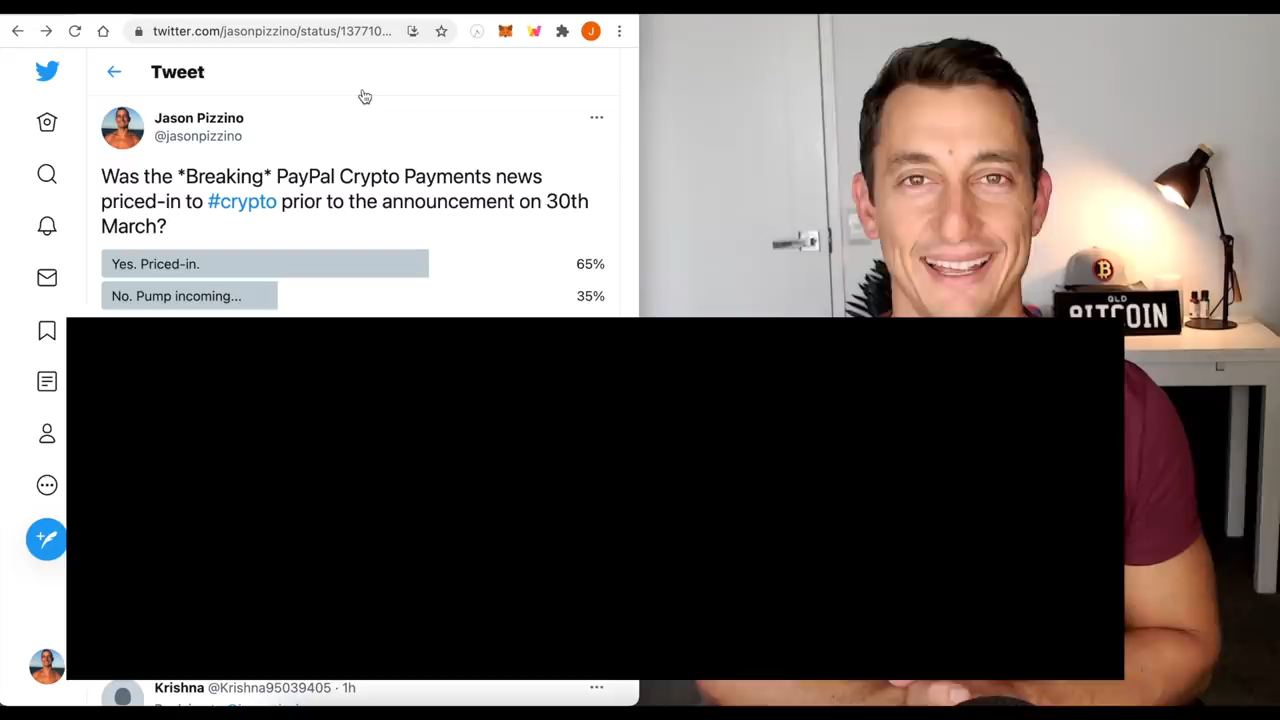 twitter.com/jasonpizzino/status/137710...
J
Tweet
Jason Pizzino
@jasonpizzino
Was the *Breaking* PayPal Crypto Payments news
priced-in to #crypto prior to the announcement on 30th
March?
Yes. Priced-in.
65%
No. Pump incoming...
35%
Krishna @Krishna95039405 · 1h
QLD
BITCOIN